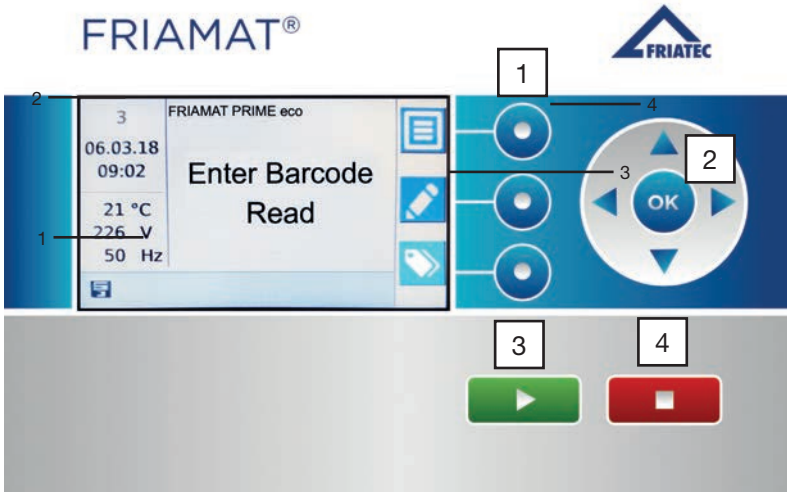 FRIAMAT®
FRIATEC
1
2
4
3
FRIAMAT PRIME eco
06.03.18
09:02
Enter Barcode
Read
3
2
OK
21 °C
1
226 V
50 Hz
3
4